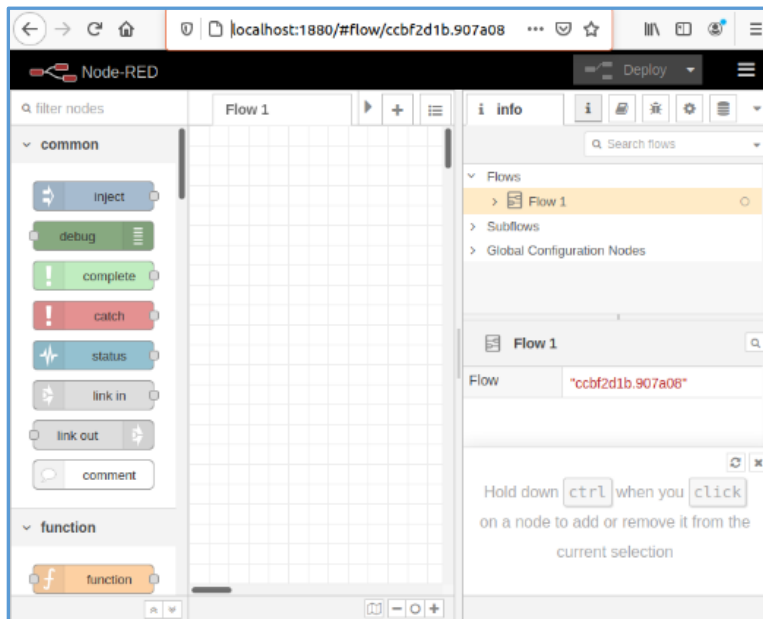 localhost:1880/#flow/ccbf2d1b.907a08
Node-RED
Deploy
filter nodes
Flow 1
i info
i
Search flows
common
inject
debug
complete
catch
status
link in
link out
comment
function
function
Flows
Flow 1
Subflows
Global Configuration Nodes
Flow 1
Flow "ccbf2d1b.907a08"
Hold down ctrl when you click
on a node to add or remove it from the
current selection